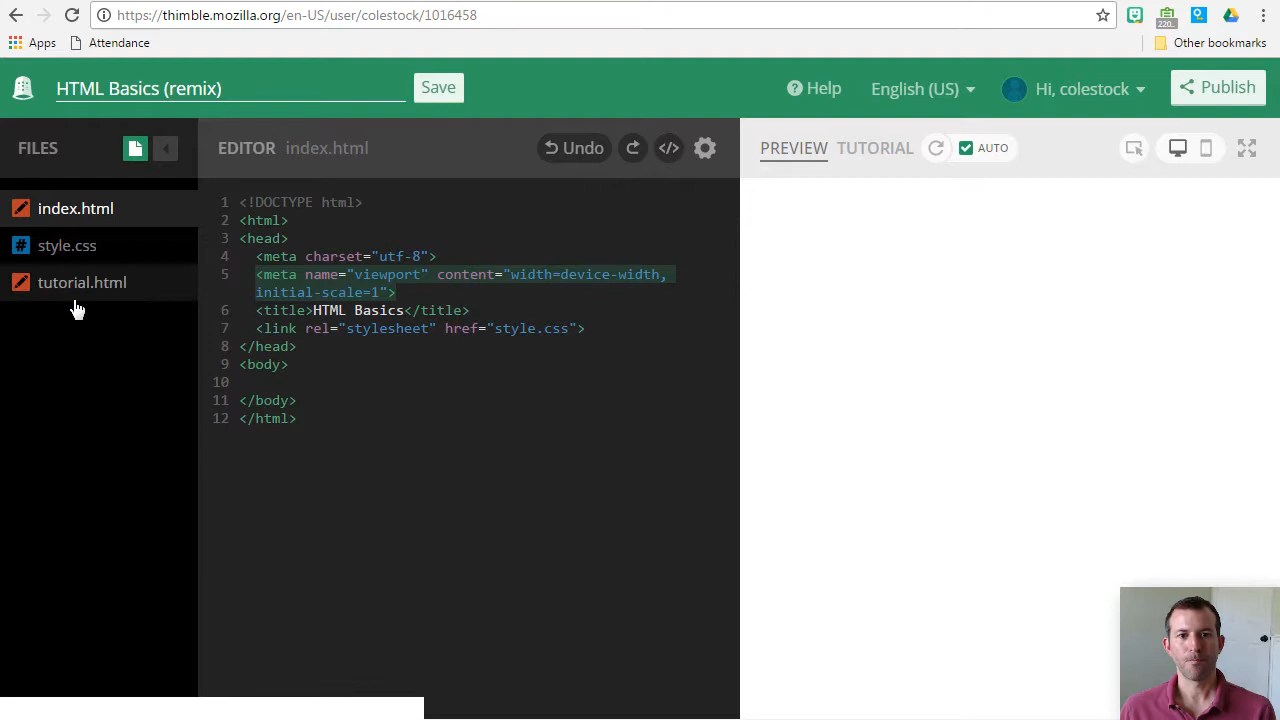 https://thimble.mozilla.org/en-US/user/colestock/1016458
220..
Apps
Attendance
Other bookmarks
HTML Basics (remix)
Save
Help
English (US)
Hi, colestock
Publish
FILES
EDITOR index.html
Undo
PREVIEW
TUTORIAL
AUTO
index.html
style.css
tutorial.html
1 <!DOCTYPE html>
2 <html>
3 <head>
4 <meta charset="utf-8">
5 <meta name="viewport" content="width=device-width,
initial-scale=1">
6 <title>HTML Basics</title>
7 <link rel="stylesheet" href="style.css">
8 </head>
9 <body>
10
11 </body>
12 </html>